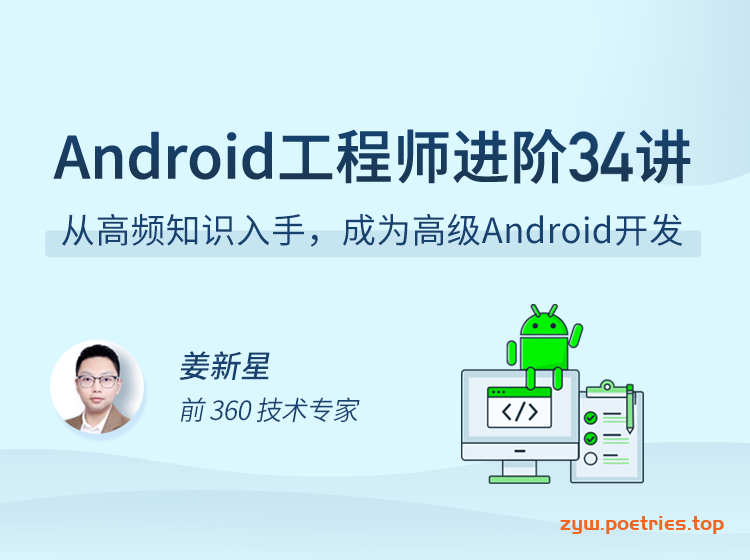 Android工程师进阶34讲
从高频知识入手，成为高级Android开发
姜新星
前 360 技术专家
</>
zyw.poetries.top